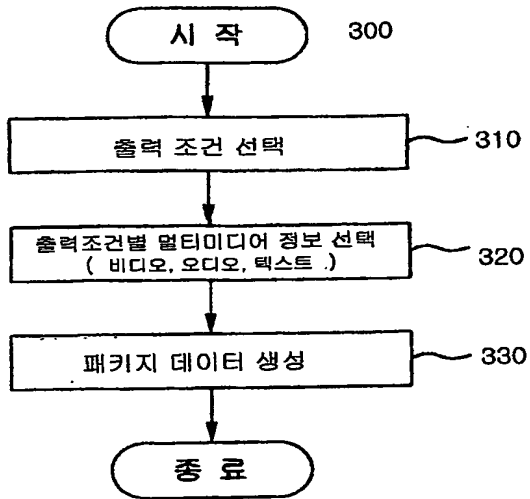 시 작
300
출력 조건 선택
310
출력조건별 멀티미디어 정보 선택
( 비디오, 오디오, 텍스트 )
320
패키지 데이터 생성
330
종 료